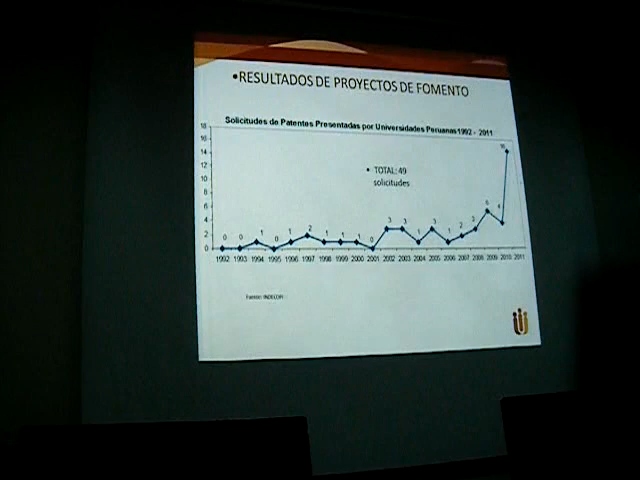 •RESULTADOS DE PROYECTOS DE FOMENTO
Solicitudes de Patentes Presentadas por Universidades Peruanas 1992 - 2011
18
16
14
12
10
8
6
4
2
0
• TOTAL: 49
solicitudes
0 0 1 0 1 2 1 1 1 0 3 3 1 3 1 2 3 6 4 16
1992 1993 1994 1995 1996 1997 1998 1999 2000 2001 2002 2003 2004 2005 2006 2007 2008 2009 2010 2011
Fuente: INDECOPI